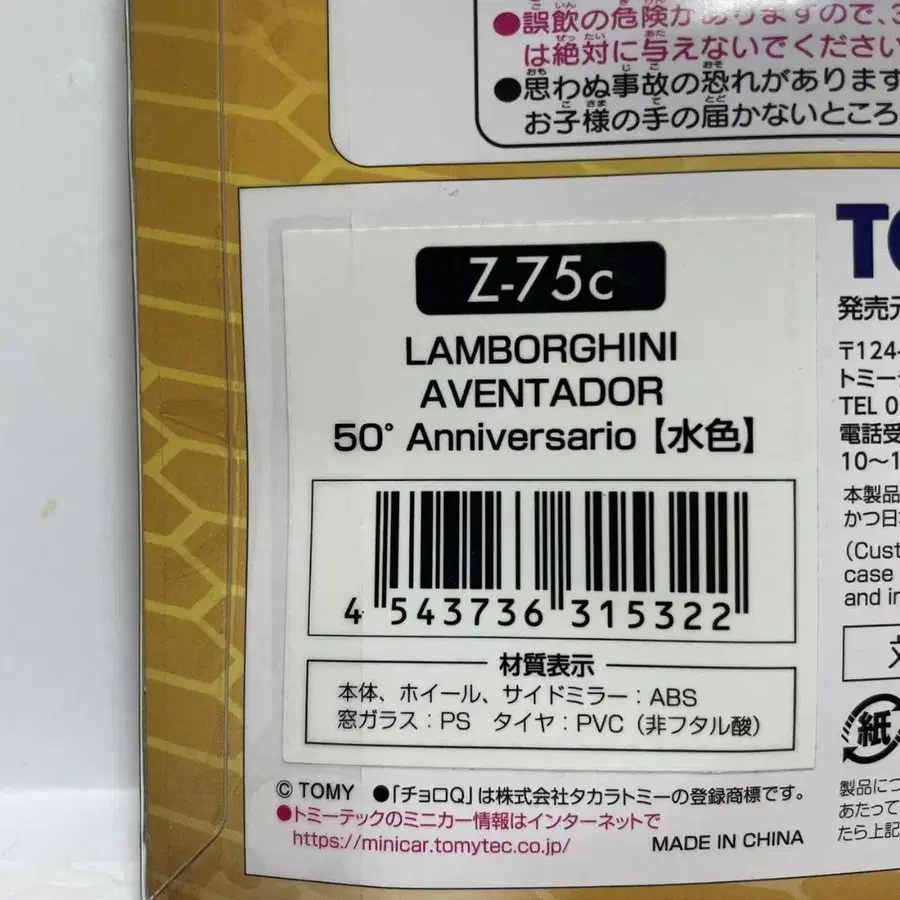 ●誤飲の危険がありますので、3
は絶対に与えないでください
●思わぬ事故の恐れがあります
お子様の手の届かないところ
Z-75c
LAMBORGHINI
AVENTADOR
50° Anniversario【水色】
4 543736 315322
材質表示
本体、ホイール、サイドミラー：ABS
窓ガラス：PS タイヤ：PVC（非フタル酸）
© TOMY ●「チョロQ」は株式会社タカラトミーの登録商標です。
●トミーテックのミニカー情報はインターネットで
https://minicar.tomytec.co.jp/
MADE IN CHINA
TO
発売元
〒124-
トミー
TEL 0
電話受
10～1
本製品
かつ日
(Cust
case
and in
対
紙
製品につ
あたって
たら上記